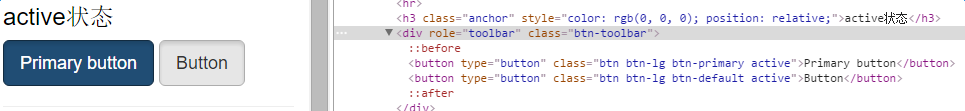 active状态
Primary button
Button
<hr>
<h3 class="anchor" style="color: rgb(0, 0, 0); position: relative;">active状态</h3>
... ▼<div role="toolbar" class="btn-toolbar">
::before
<button type="button" class="btn btn-lg btn-primary active">Primary button</button>
<button type="button" class="btn btn-lg btn-default active">Button</button>
::after
</div>